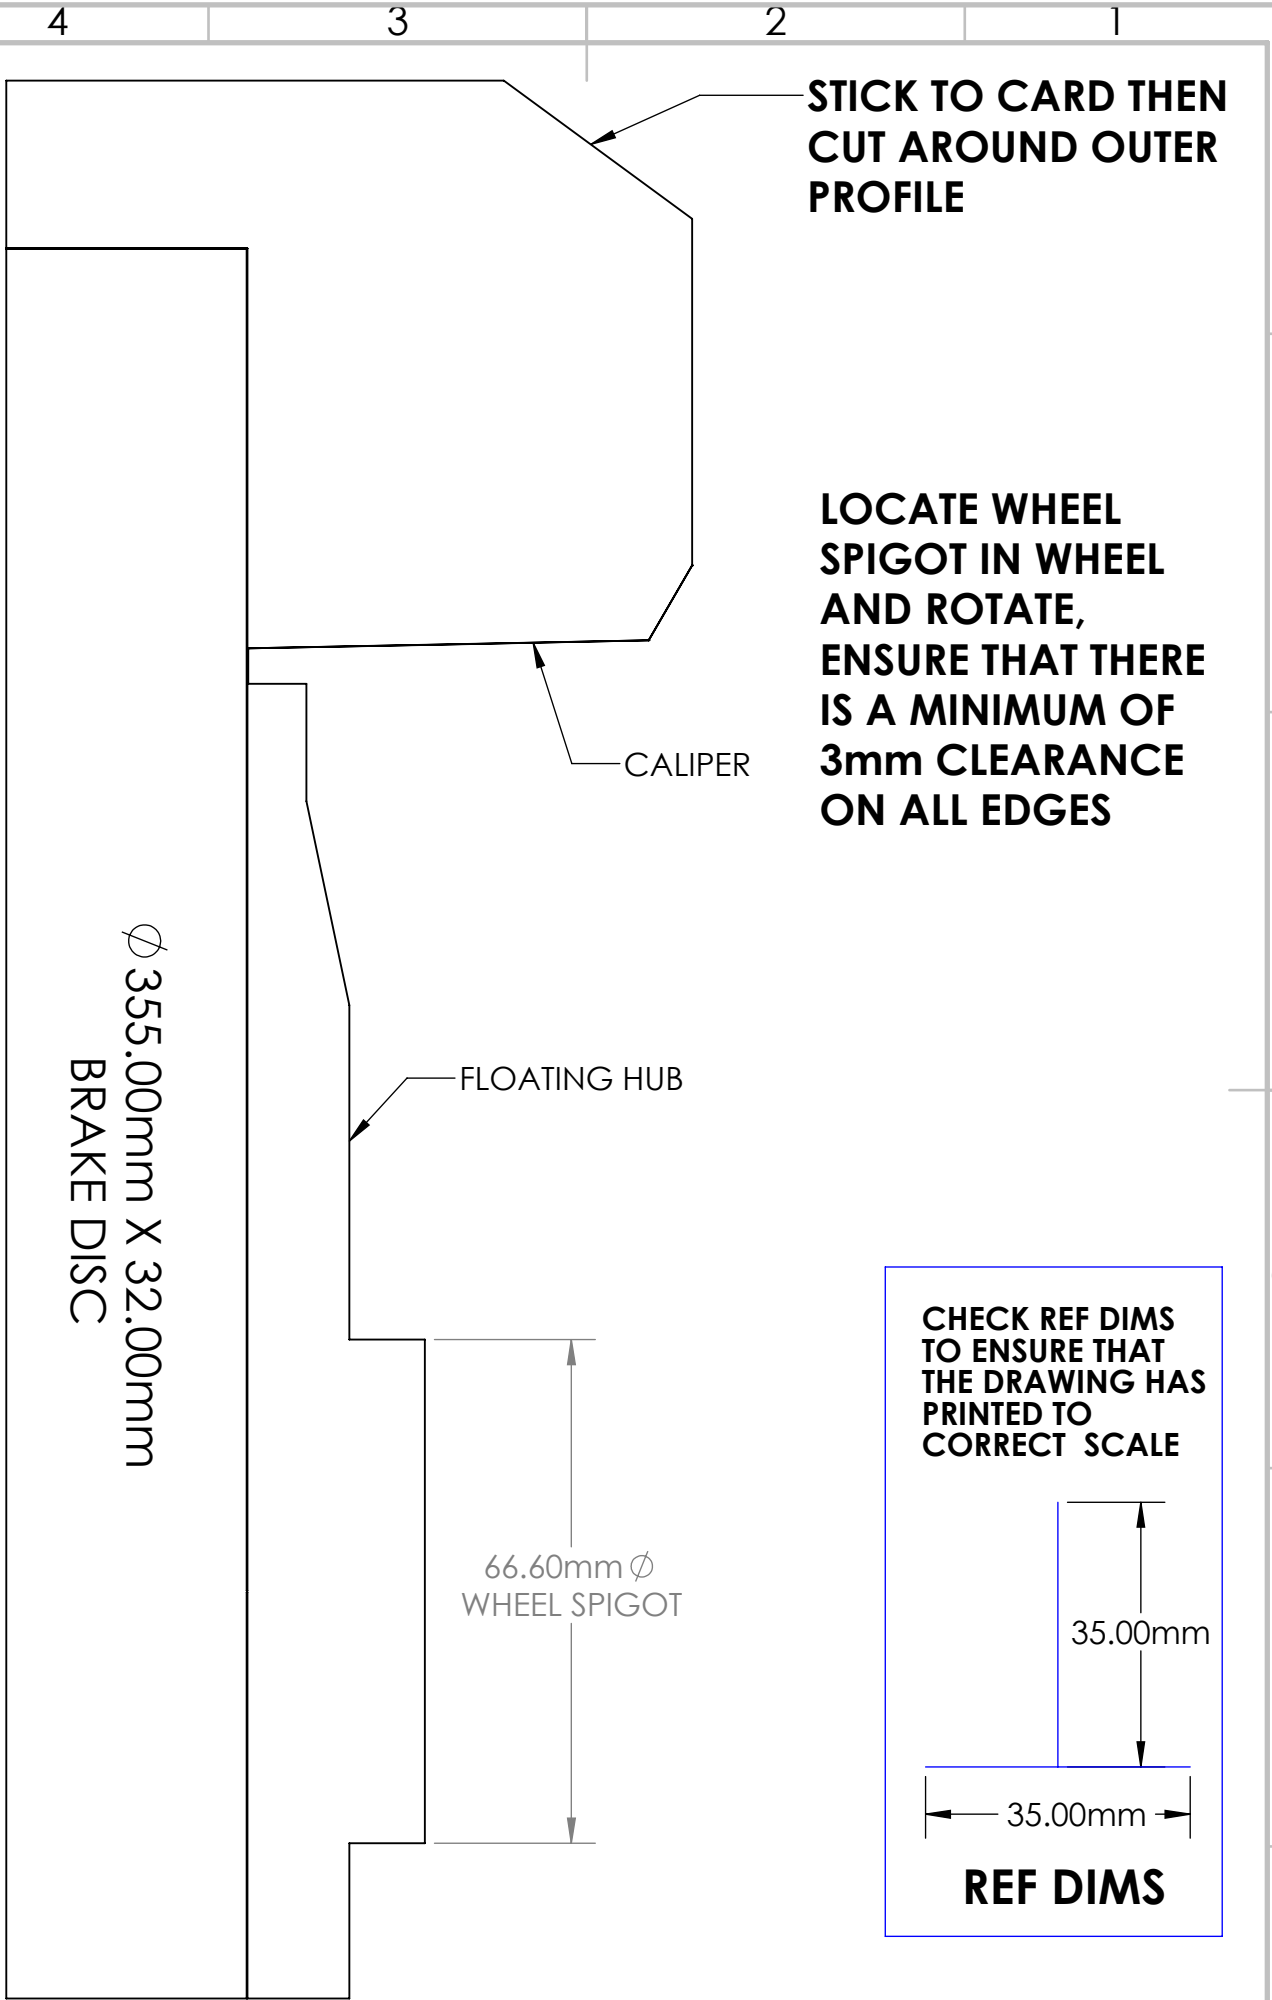 4 3 2 1
STICK TO CARD THEN
CUT AROUND OUTER
PROFILE
LOCATE WHEEL
SPIGOT IN WHEEL
AND ROTATE,
ENSURE THAT THERE
IS A MINIMUM OF
3mm CLEARANCE
ON ALL EDGES
CALIPER
FLOATING HUB
Ø 355.00mm X 32.00mm
BRAKE DISC
66.60mm Ø
WHEEL SPIGOT
CHECK REF DIMS
TO ENSURE THAT
THE DRAWING HAS
PRINTED TO
CORRECT SCALE
35.00mm
35.00mm
REF DIMS